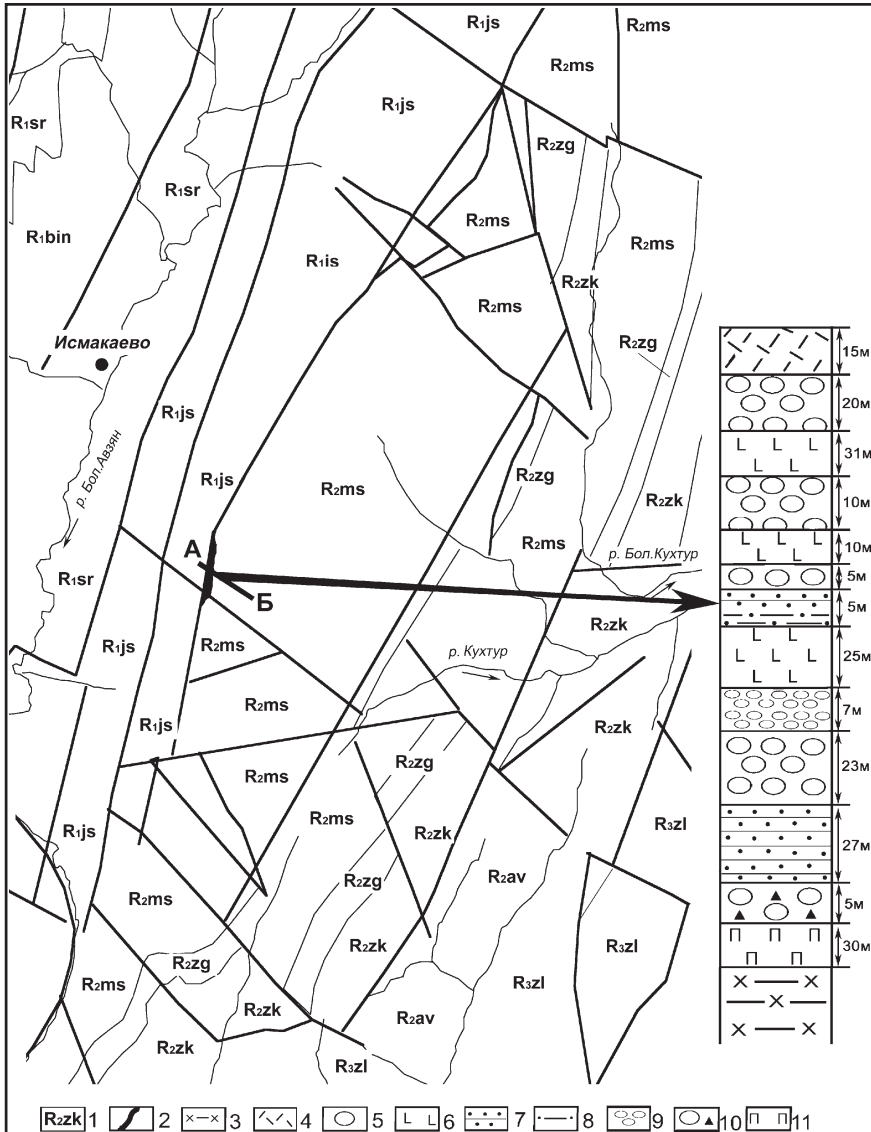 R1js
R2ms
R2ms
R1js
R1sr
R2zg
R1sr
R2ms
R2ms
R1bin
R1is
R2zk
R2ms
Исмакаево
R2zg
15м
20м
R1js
31м
р. Бол.Авзян
R1js
R2zg
R2ms
R2zk
10м
А
R2ms
р. Бол.Кухтур
10м
R1sr
5м
Б
5м
R2zk
R1js
R2ms
р. Кухтур
25м
R2ms
R1js
R2zk
7м
R2zg
R2ms
23м
R2ms
R1js
R2zk
R3zl
27м
R2av
R2ms
R2zg
5м
R2zk
R3zl
R2zg
30м
R2ms
R3zl
R2zk
R2av
R2zk
R3zl
R2zk 1 2 3 4 5 6 7 8 9 10 11